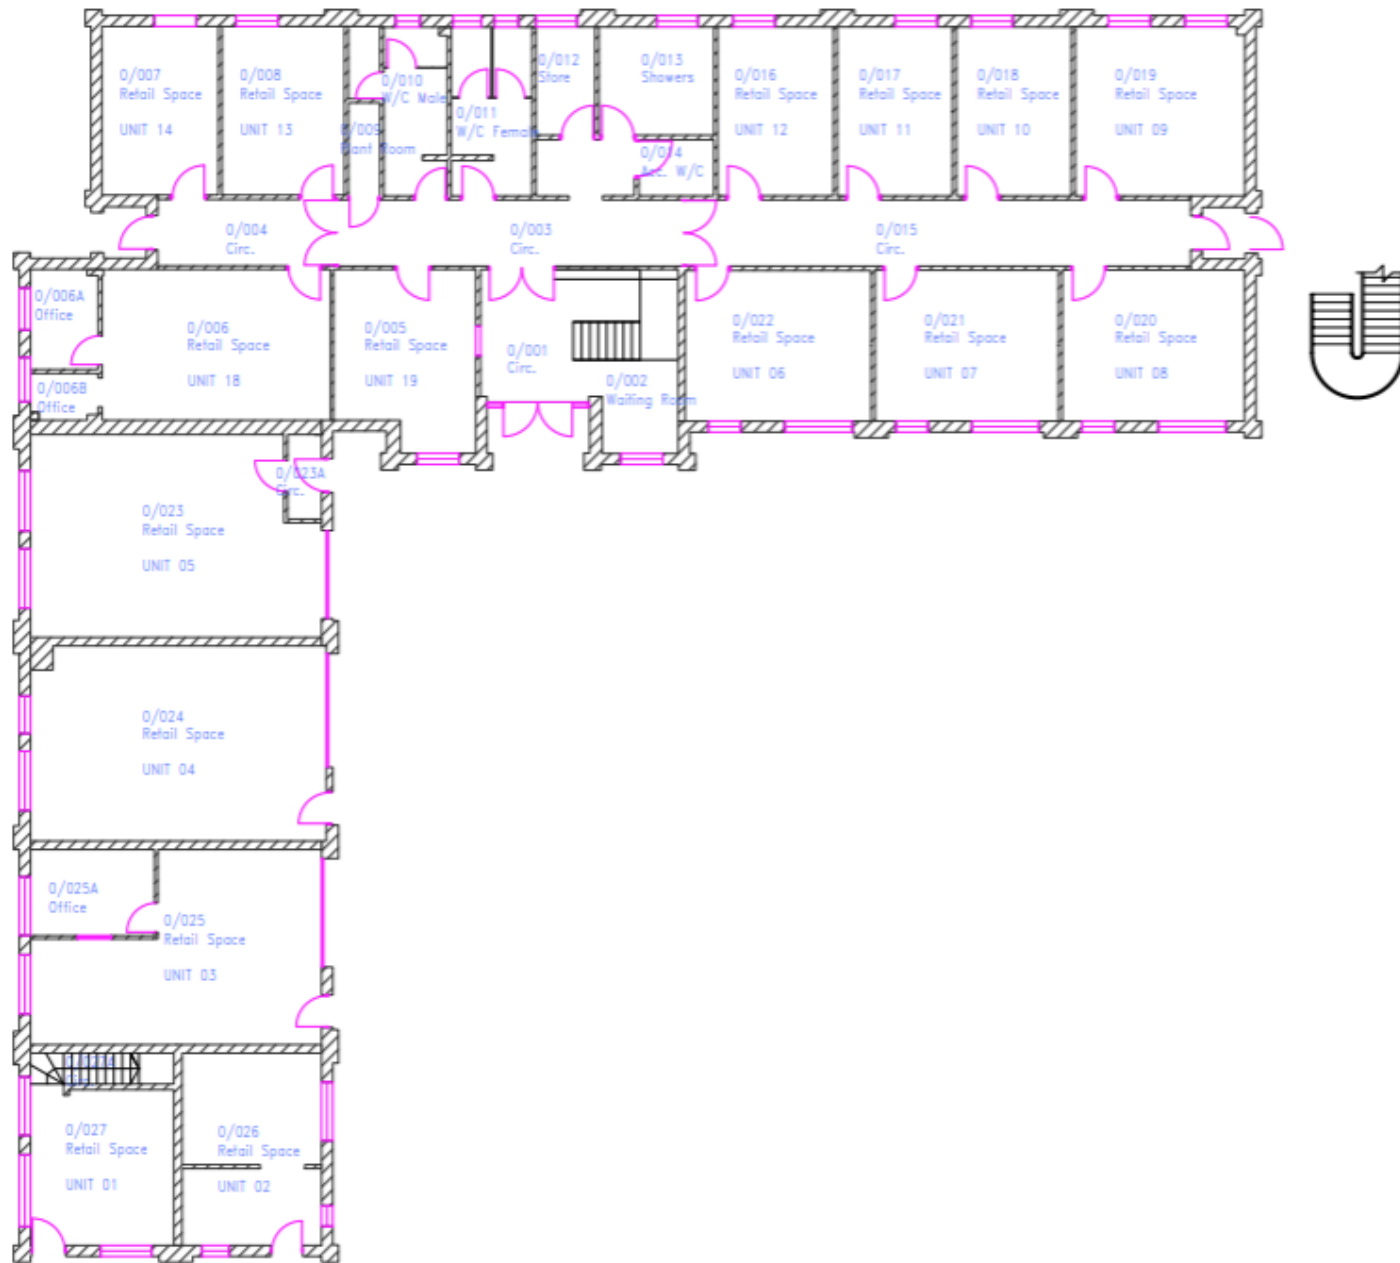 0/007
Retail Space
UNIT 14
0/008
Retail Space
UNIT 13
0/009
Plant Room
0/010
W/C Male
0/011
W/C Female
0/012
Store
0/013
Showers
0/014
Acc. W/C
0/016
Retail Space
UNIT 12
0/017
Retail Space
UNIT 11
0/018
Retail Space
UNIT 10
0/019
Retail Space
UNIT 09
0/004
Circ.
0/003
Circ.
0/015
Circ.
0/006A
Office
0/006B
Office
0/006
Retail Space
UNIT 18
0/005
Retail Space
UNIT 19
0/001
Circ.
0/002
Waiting Room
0/022
Retail Space
UNIT 06
0/021
Retail Space
UNIT 07
0/020
Retail Space
UNIT 08
0/023A
Circ.
0/023
Retail Space
UNIT 05
0/024
Retail Space
UNIT 04
0/025A
Office
0/025
Retail Space
UNIT 03
0/027A
Circ.
0/027
Retail Space
UNIT 01
0/026
Retail Space
UNIT 02